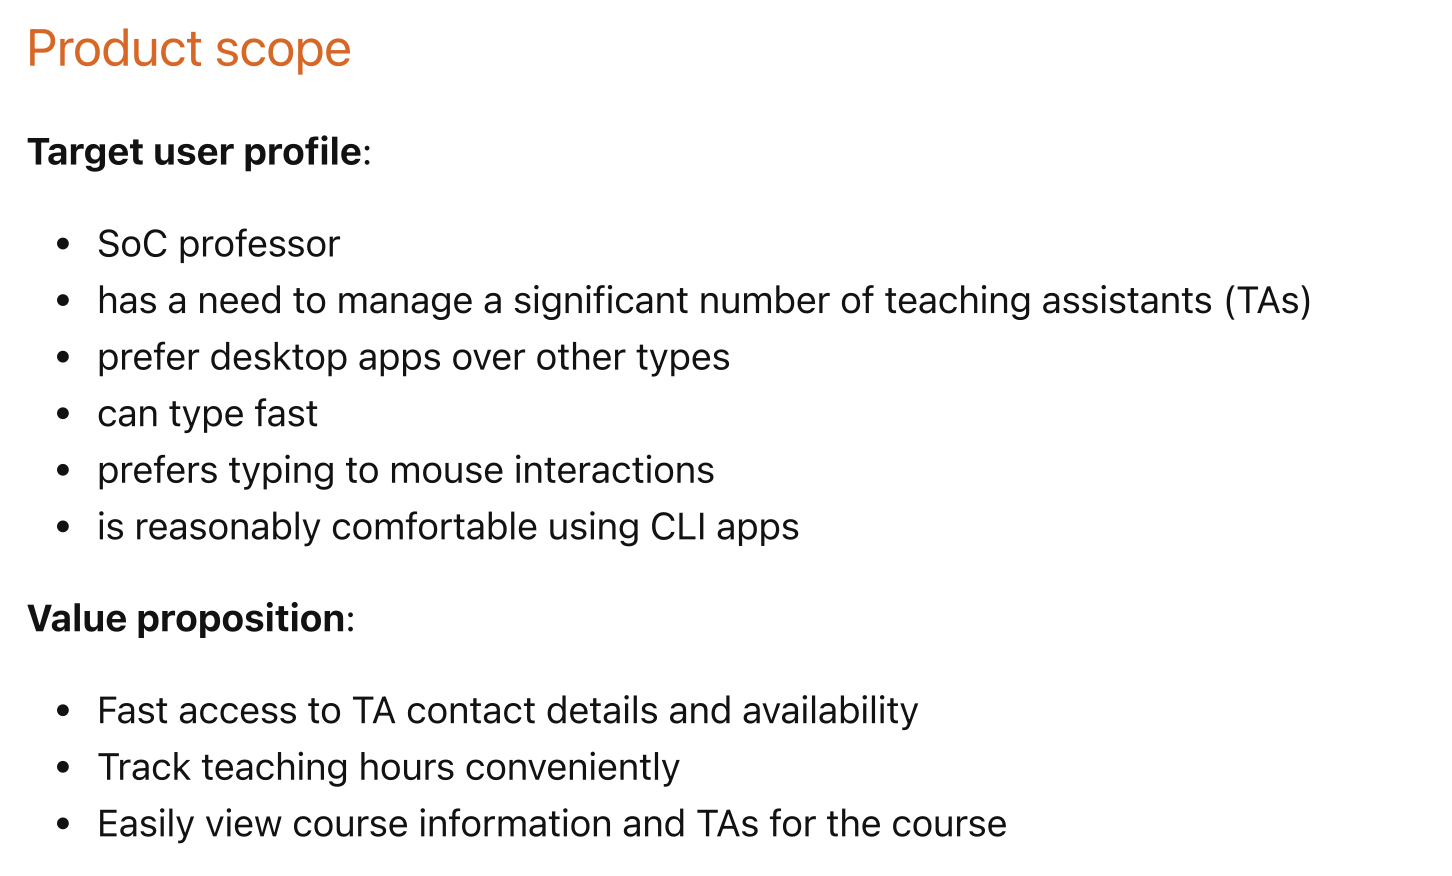 Product scope
Target user profile:
• SoC professor
• has a need to manage a significant number of teaching assistants (TAs)
• prefer desktop apps over other types
• can type fast
• prefers typing to mouse interactions
• is reasonably comfortable using CLI apps
Value proposition:
• Fast access to TA contact details and availability
• Track teaching hours conveniently
• Easily view course information and TAs for the course